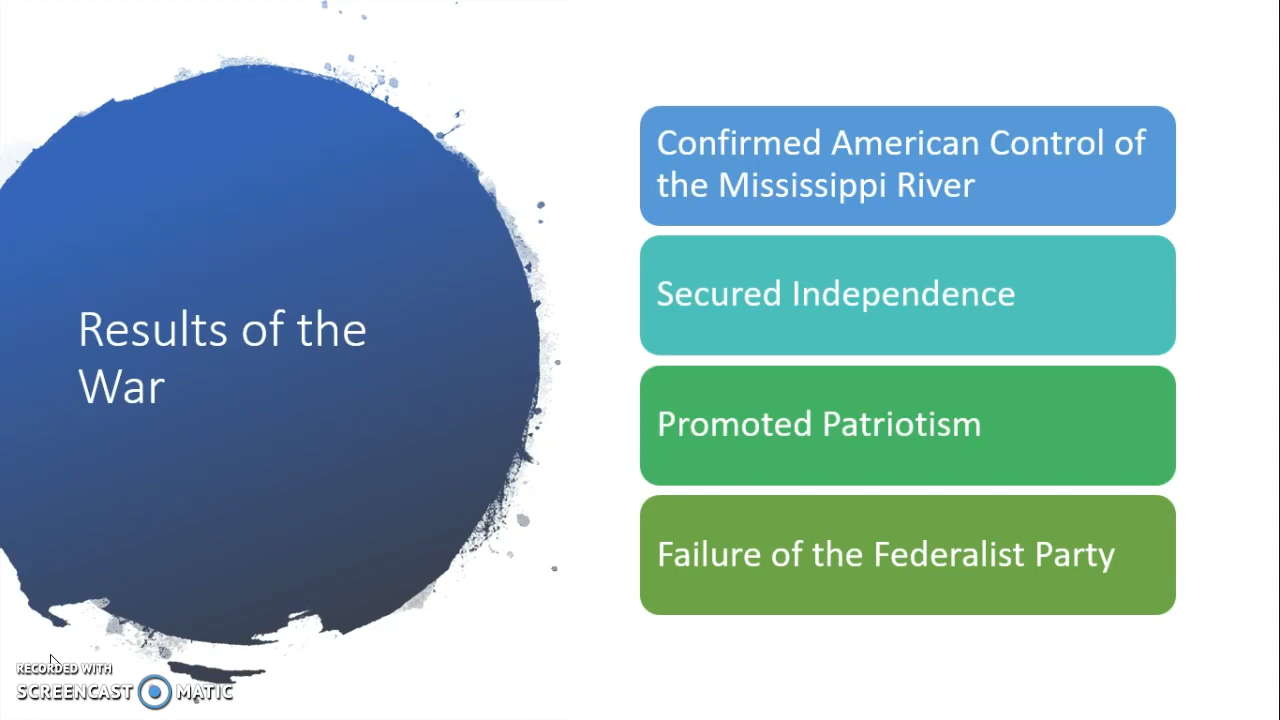 Results of the
War
Confirmed American Control of
the Mississippi River
Secured Independence
Promoted Patriotism
Failure of the Federalist Party
RECORDED WITH
SCREENCAST MATIC